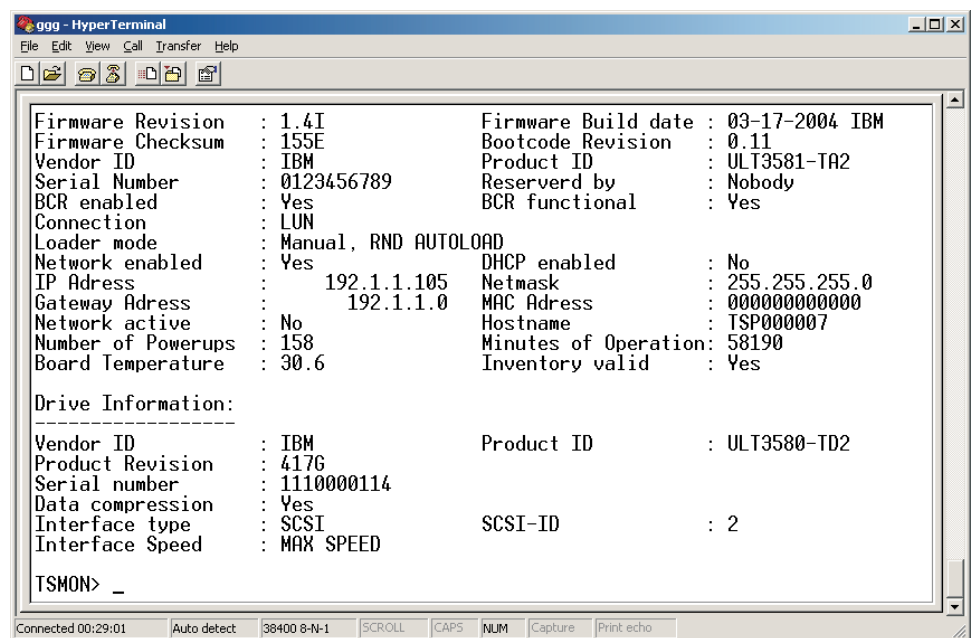 ggg - HyperTerminal
File Edit View Call Transfer Help
Firmware Revision : 1.4I Firmware Build date : 03-17-2004 IBM
Firmware Checksum : 155E Bootcode Revision : 0.11
Vendor ID : IBM Product ID : ULT3581-TA2
Serial Number : 0123456789 Reserverd by : Nobody
BCR enabled : Yes BCR functional : Yes
Connection : LUN
Loader mode : Manual, RND AUTOLOAD
Network enabled : Yes DHCP enabled : No
IP Adress : 192.1.1.105 Netmask : 255.255.255.0
Gateway Adress : 192.1.1.0 MAC Adress : 000000000000
Network active : No Hostname : TSP000007
Number of Powerups : 158 Minutes of Operation: 58190
Board Temperature : 30.6 Inventory valid : Yes
Drive Information:
------------------
Vendor ID : IBM Product ID : ULT3580-TD2
Product Revision : 417G
Serial number : 1110000114
Data compression : Yes
Interface type : SCSI SCSI-ID : 2
Interface Speed : MAX SPEED
TSMON> _
Connected 00:29:01 Auto detect 38400 8-N-1 SCROLL CAPS NUM Capture Print echo